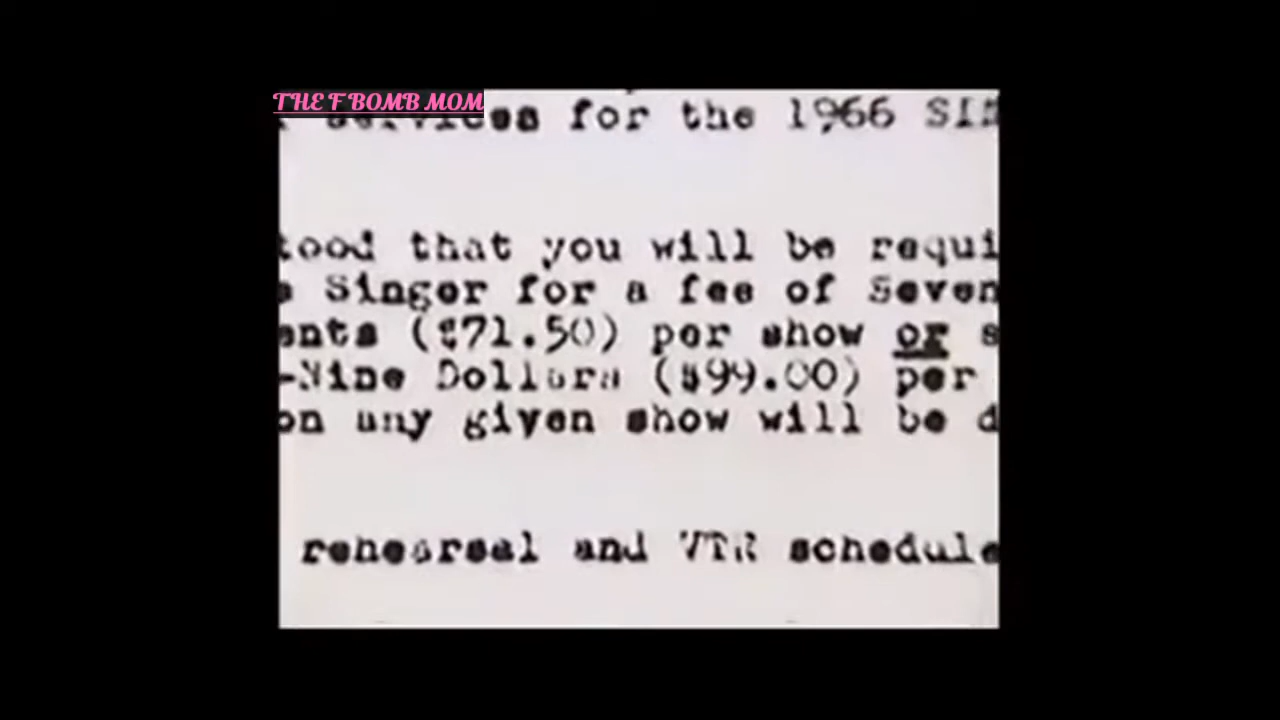 THE F BOMB MOM
services for the 1966 SIN
tood that you will be requi
s Singer for a fee of Seven
ents ($71.50) per show or s
-Nine Dollars ($99.00) per
on any given show will be d
rehearsal and VTR schedule